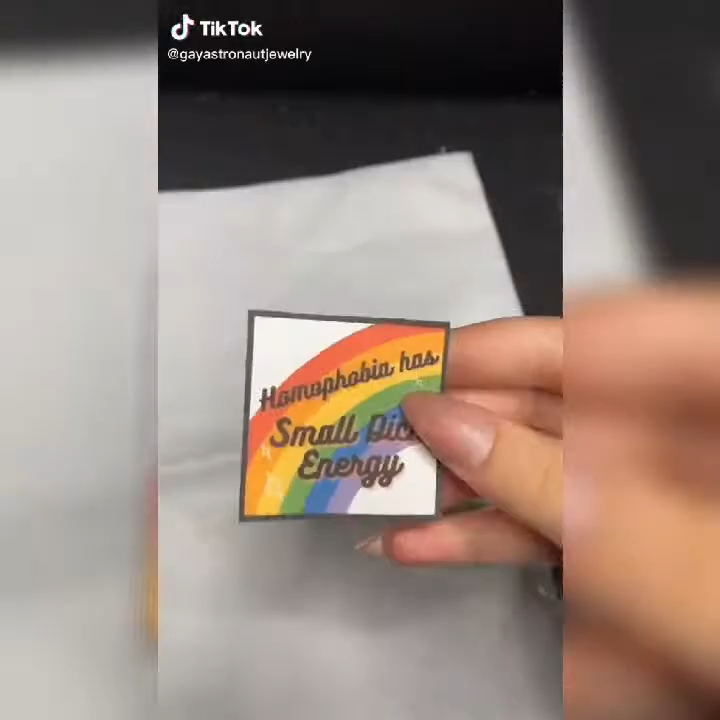 TikTok
@gayastronautjewelry
Homophobia has
Small Dic
Energy